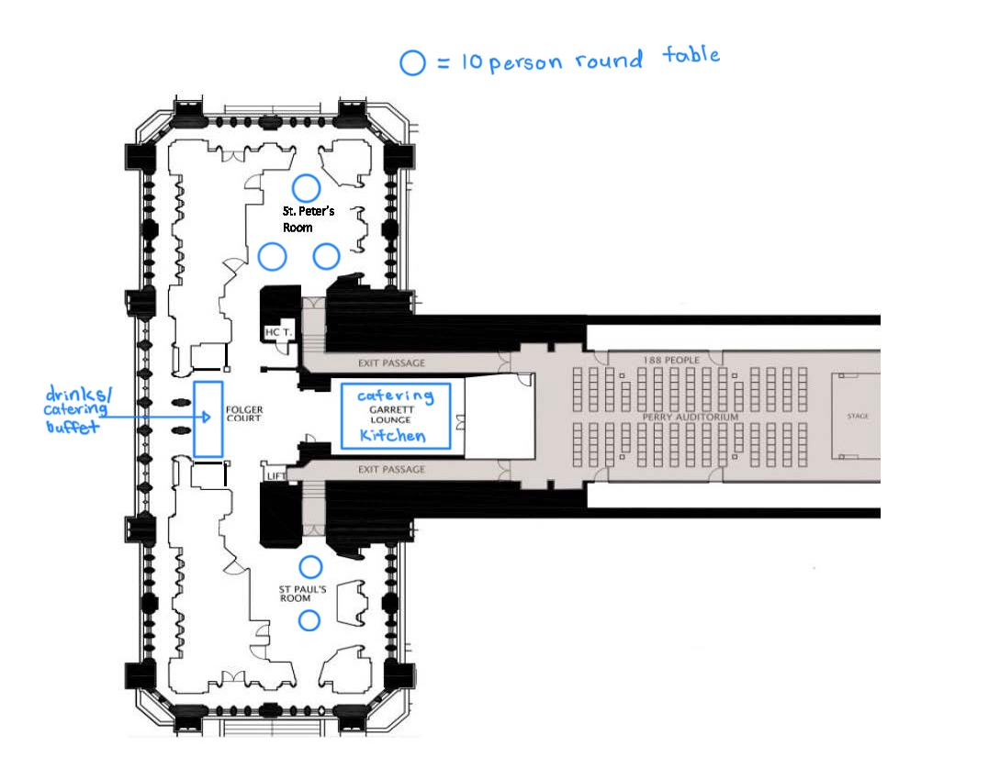 = 10 person round table
St. Peter's
Room
HC T.
EXIT PASSAGE
188 PEOPLE
drinks/
catering
buffet
FOLGER
COURT
catering
GARRETT
LOUNGE
Kitchen
PERRY AUDITORIUM
STAGE
LIFT
EXIT PASSAGE
ST PAUL'S
ROOM